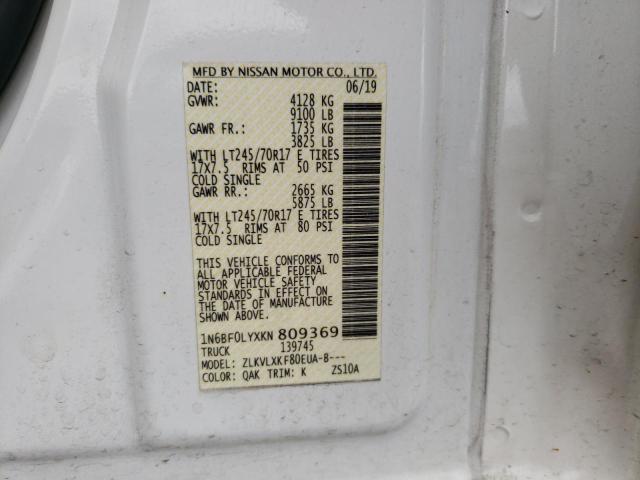 MFD BY NISSAN MOTOR CO., LTD.
DATE: 06/19
GVWR: 4128 KG
9100 LB
GAWR FR.: 1735 KG
3825 LB
WITH LT245/70R17 E TIRES
17X7.5 RIMS AT 50 PSI
COLD SINGLE
GAWR RR.: 2665 KG
5875 LB
WITH LT245/70R17 E TIRES
17X7.5 RIMS AT 80 PSI
COLD SINGLE
THIS VEHICLE CONFORMS TO
ALL APPLICABLE FEDERAL
MOTOR VEHICLE SAFETY
STANDARDS IN EFFECT ON
THE DATE OF MANUFACTURE
SHOWN ABOVE.
1N6BF0LYXKN 809369
TRUCK 139745
MODEL: ZLKVLXKF80EUA-B---
COLOR: QAK TRIM: K ZS10A